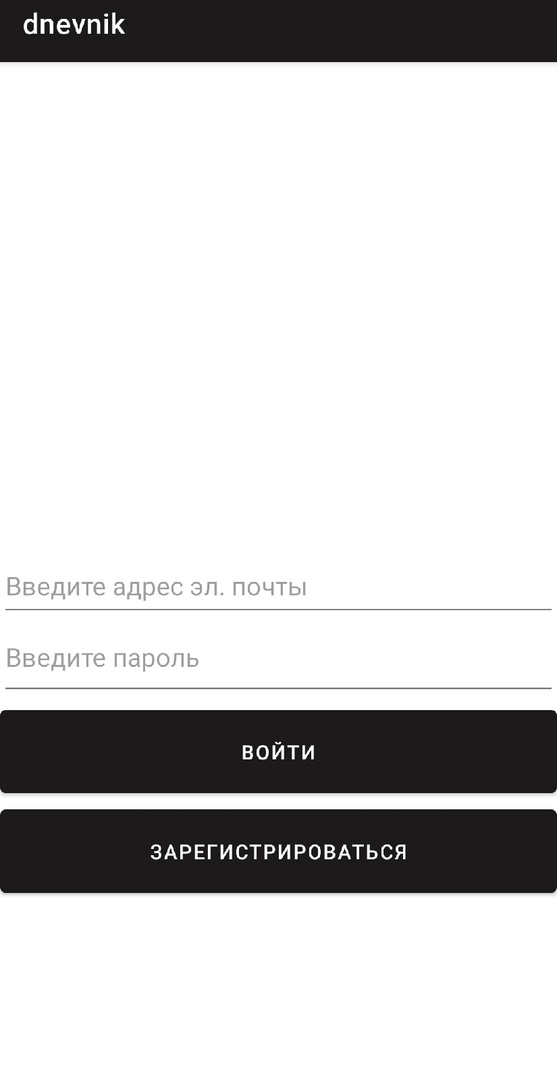 dnevnik
Введите адрес эл. почты
Введите пароль
ВОЙТИ
ЗАРЕГИСТРИРОВАТЬСЯ